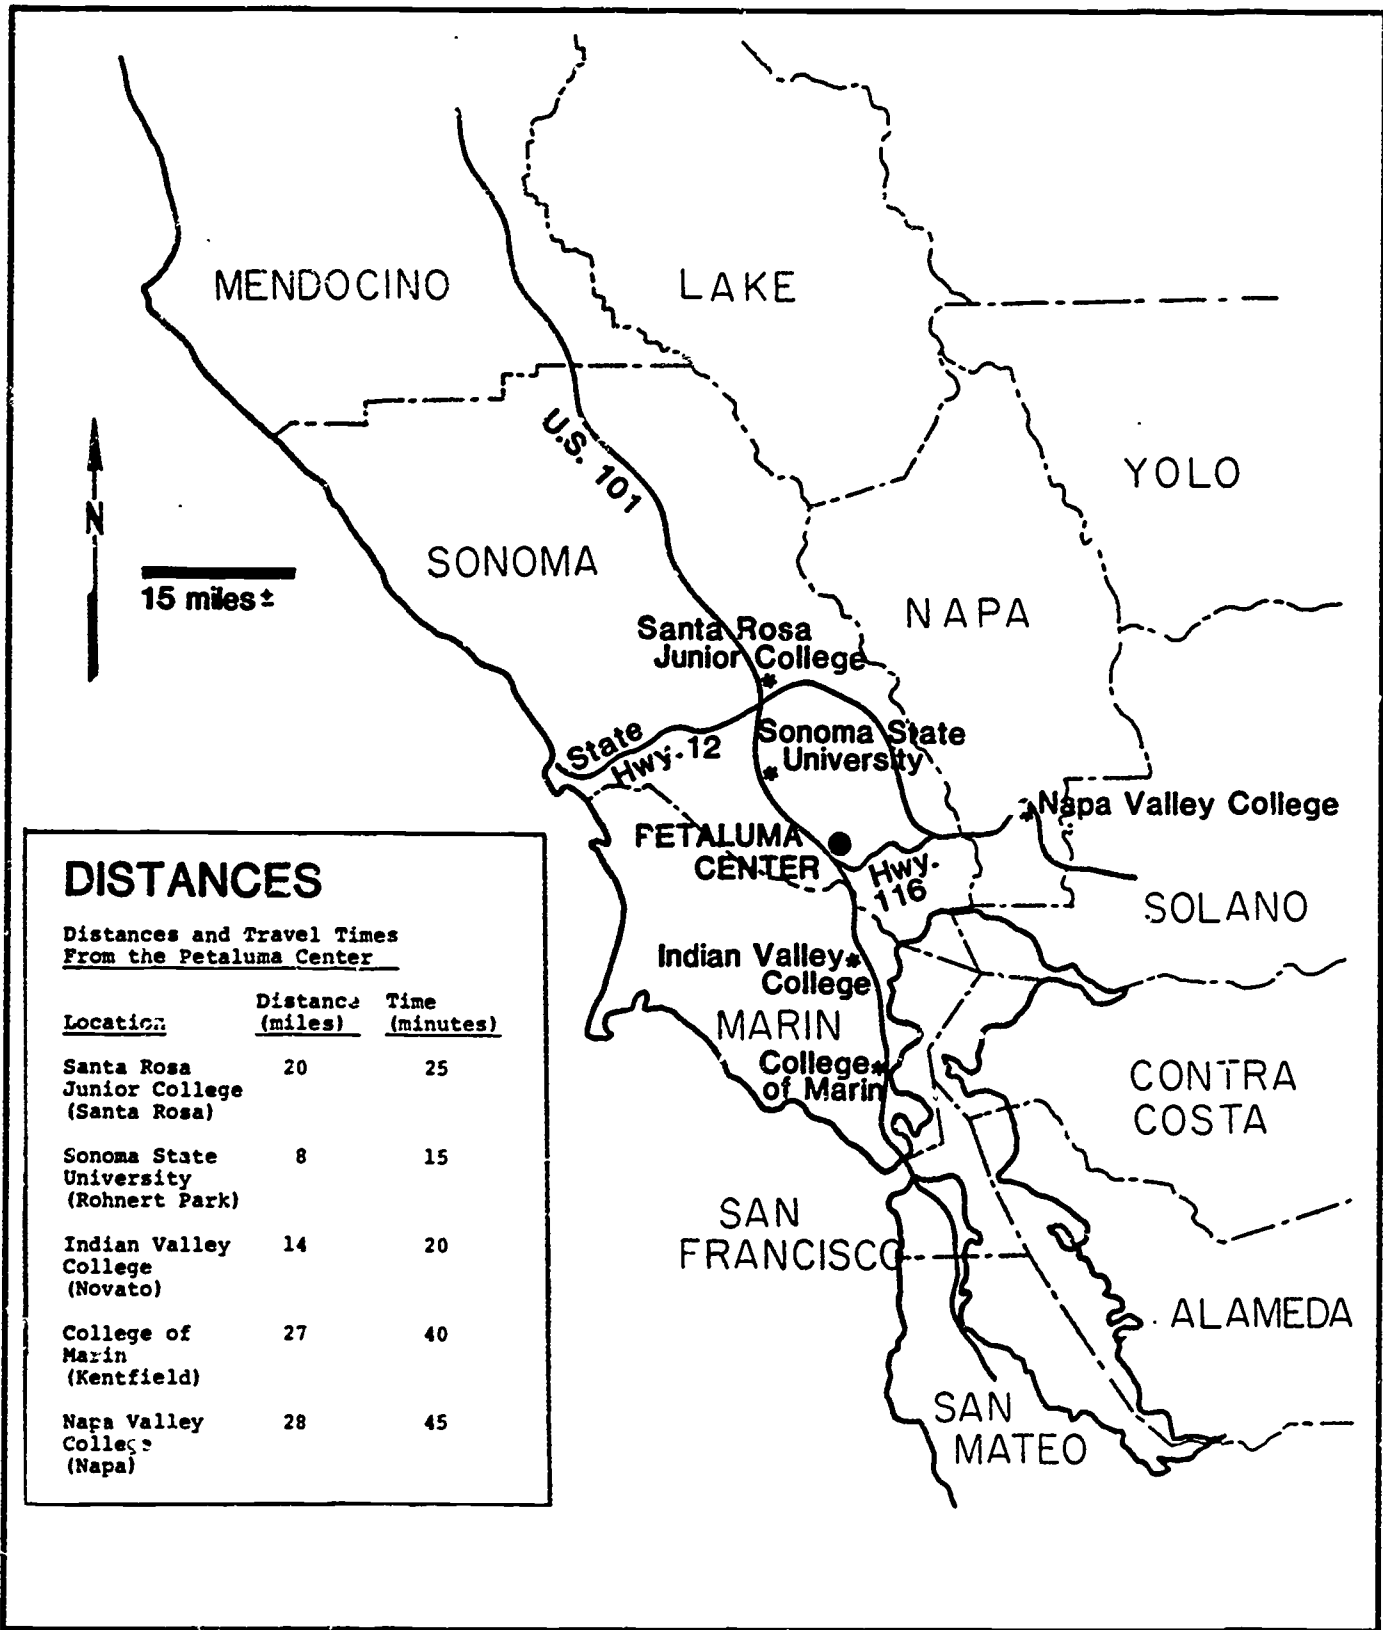 MENDOCINO
LAKE
U.S. 101
YOLO
N
15 miles±
SONOMA
NAPA
Santa Rosa
Junior College
State
Hwy. 12
Sonoma State
University
Napa Valley College
PETALUMA
CENTER
Hwy.
116
SOLANO
Indian Valley
College
MARIN
College
of Marin
CONTRA
COSTA
SAN
FRANCISCO
ALAMEDA
SAN
MATEO
DISTANCES
Distances and Travel Times
From the Petaluma Center
Distance Time
Location (miles) (minutes)
Santa Rosa 20 25
Junior College
(Santa Rosa)
Sonoma State 8 15
University
(Rohnert Park)
Indian Valley 14 20
College
(Novato)
College of 27 40
Marin
(Kentfield)
Napa Valley 28 45
College
(Napa)